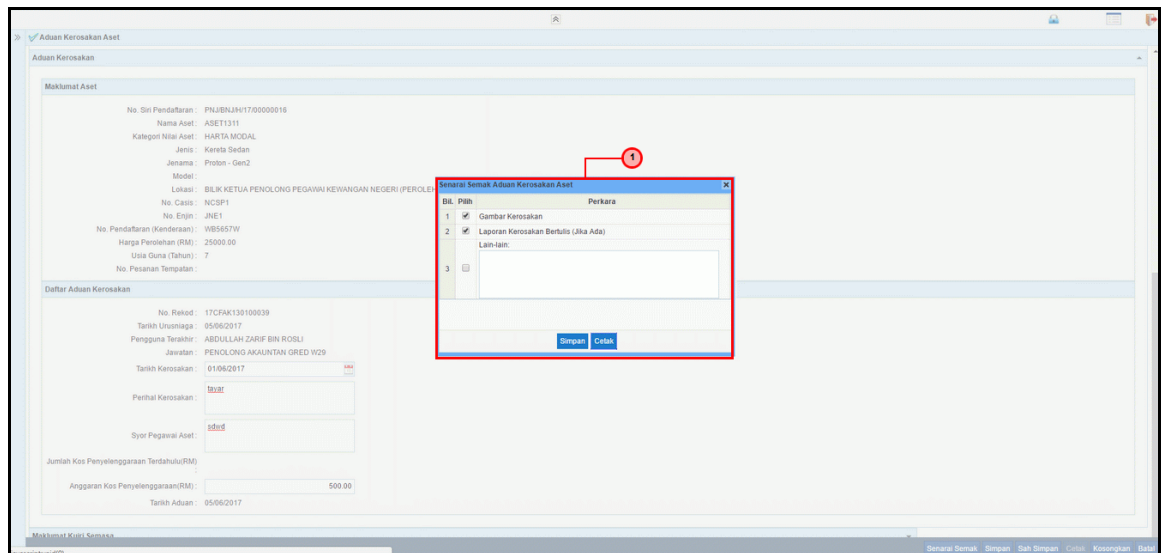 Aduan Kerosakan Aset
Aduan Kerosakan
Maklumat Aset
No. Siri Pendaftaran : PNJ/BNJ/H/17/00000016
Nama Aset : ASET1311
Kategori Nilai Aset : HARTA MODAL
Jenis : Kereta Sedan
Jenama : Proton - Gen2
Model :
Lokasi : BILIK KETUA PENOLONG PEGAWAI KEWANGAN NEGERI (PEROLEH
No. Casis : NCSP1
No. Enjin : JNE1
No. Pendaftaran (Kenderaan) : WB5657W
Harga Perolehan (RM) : 25000.00
Usia Guna (Tahun) : 7
No. Pesanan Tempatan :
1
Senarai Semak Aduan Kerosakan Aset
Bil. Pilih Perkara
1 Gambar Kerosakan
2 Laporan Kerosakan Bertulis (Jika Ada)
3 Lain-lain:
Simpan Cetak
Daftar Aduan Kerosakan
No. Rekod : 17CFAK130100039
Tarikh Urusniaga : 05/06/2017
Pengguna Terakhir : ABDULLAH ZARIF BIN ROSLI
Jawatan : PENOLONG AKAUNTAN GRED W29
Tarikh Kerosakan : 01/06/2017
Perihal Kerosakan : tayar
Syor Pegawai Aset : sdwd
Jumlah Kos Penyelenggaraan Terdahulu(RM) :
Anggaran Kos Penyelenggaraan(RM) : 500.00
Tarikh Aduan : 05/06/2017
Maklumat Kuiri Semasa
Senarai Semak Simpan Sah Simpan Cetak Kosongkan Batal